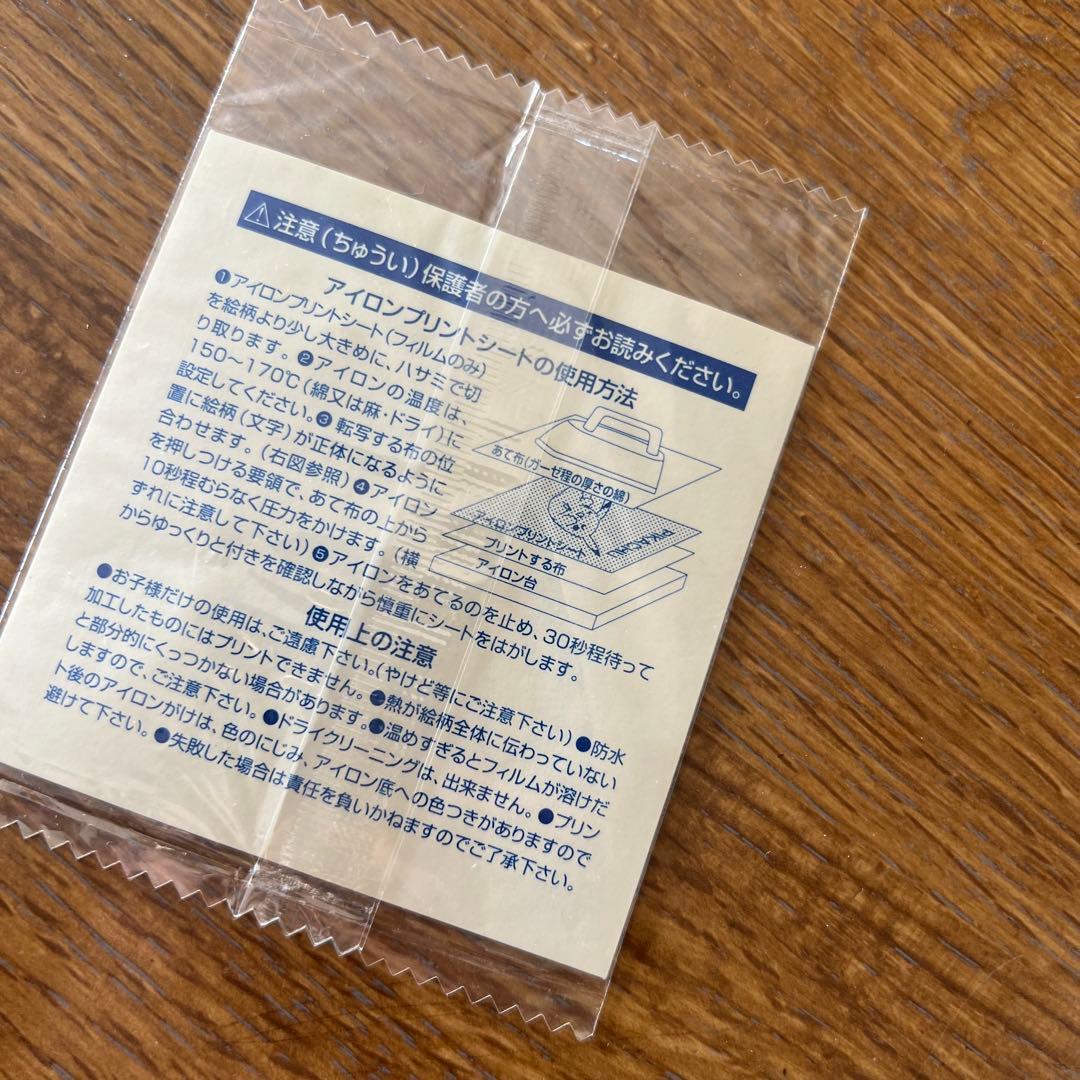 ⚠注意(ちゅうい)保護者の方へ必ずお読みください。
アイロンプリントシートの使用方法
❶アイロンプリントシート(フィルムのみ)
を絵柄より少し大きめに、ハサミで切
り取ります。❷アイロンの温度は、
150～170℃(綿又は麻・ドライ)に
設定してください。❸転写する布の位
置に絵柄(文字)が正体になるように
合わせます。(右図参照)❹アイロン
を押しつける要領で、あて布の上から
10秒程むらなく圧力をかけます。(横
ずれに注意して下さい)❺アイロンをあてるのを止め、30秒程待って
からゆっくりと付きを確認しながら慎重にシートをはがします。
あて布(ガーゼ程の厚さの綿)
アイロンプリントシート
PIKACHU
プリントする布
アイロン台
使用上の注意
●お子様だけの使用は、ご遠慮下さい。(やけど等にご注意下さい)●防水
加工したものにはプリントできません。●熱が絵柄全体に伝わっていない
と部分的にくっつかない場合があります。●温めすぎるとフィルムが溶けだ
しますので、ご注意下さい。●ドライクリーニングは、出来ません。●プリン
ト後のアイロンがけは、色のにじみ、アイロン底への色つきがありますので
避けて下さい。●失敗した場合は責任を負いかねますのでご了承下さい。